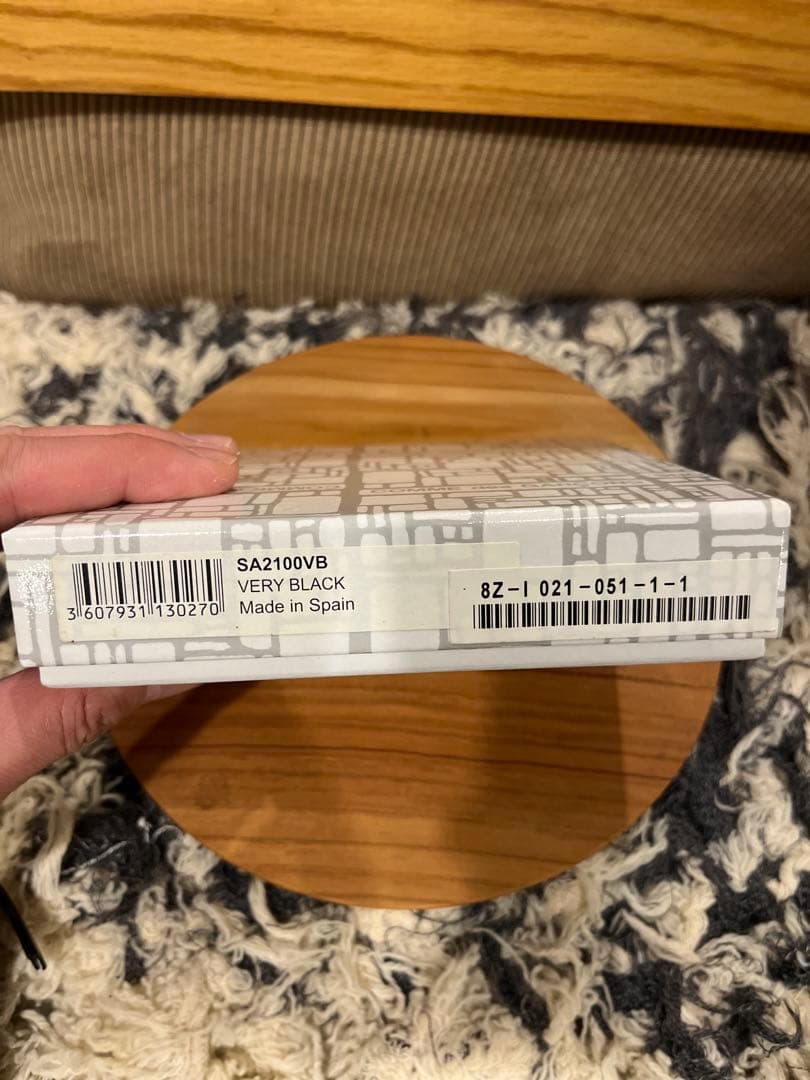 SA2100VB
VERY BLACK
Made in Spain
3 607931 130270
8Z-I 021-051-1-1